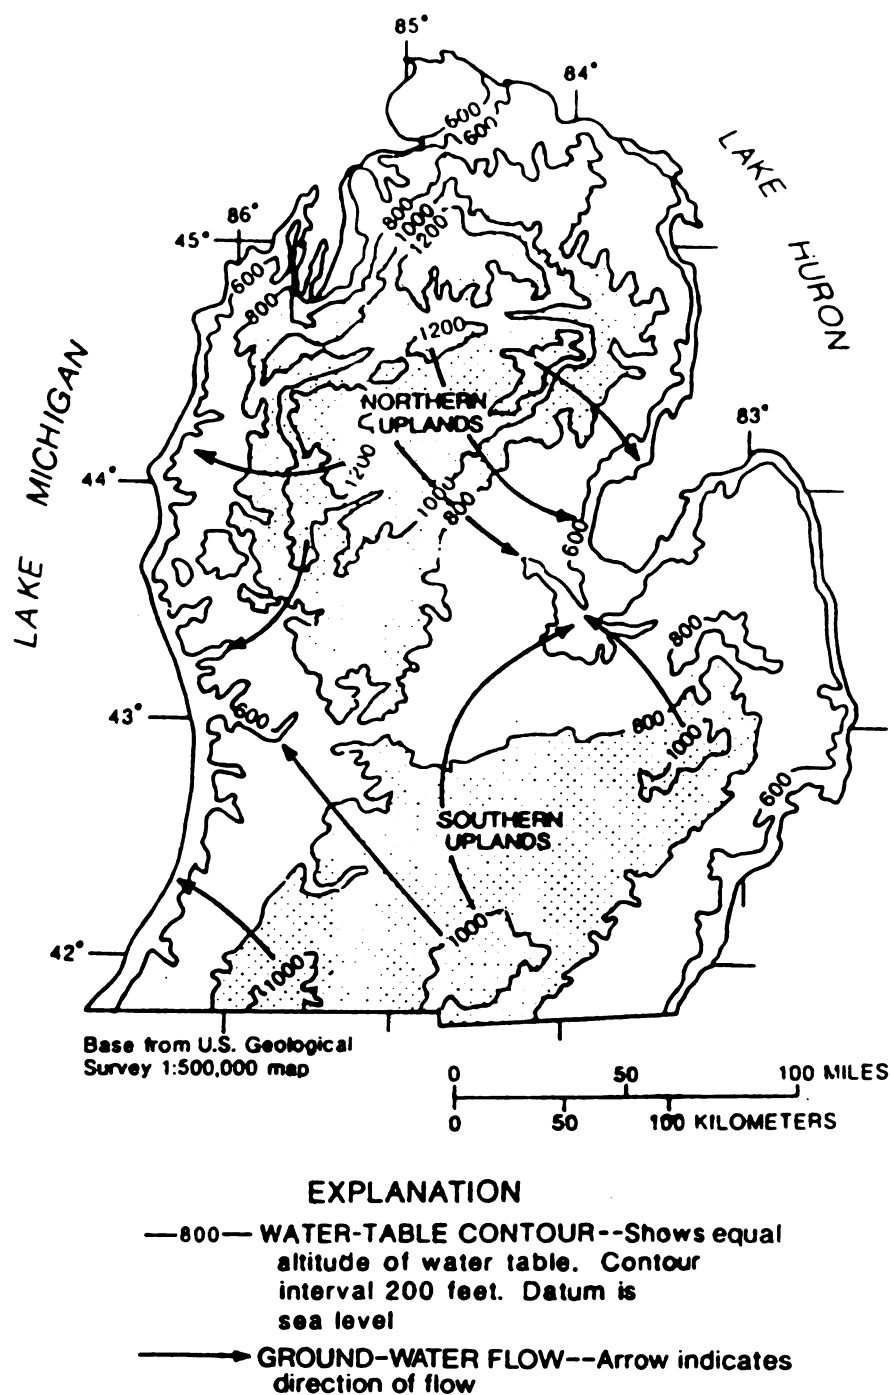 85°
84°
600
600
LAKE
HURON
800
1000
1200
86°
45°
600
800
1200
LAKE MICHIGAN
NORTHERN
UPLANDS
83°
44°
1200
1000
800
600
800
43°
600
800
1000
600
SOUTHERN
UPLANDS
1000
42°
1000
Base from U.S. Geological
Survey 1:500,000 map
0 50 100 MILES
0 50 100 KILOMETERS
EXPLANATION
—800— WATER-TABLE CONTOUR--Shows equal
altitude of water table. Contour
interval 200 feet. Datum is
sea level
GROUND-WATER FLOW--Arrow indicates
direction of flow